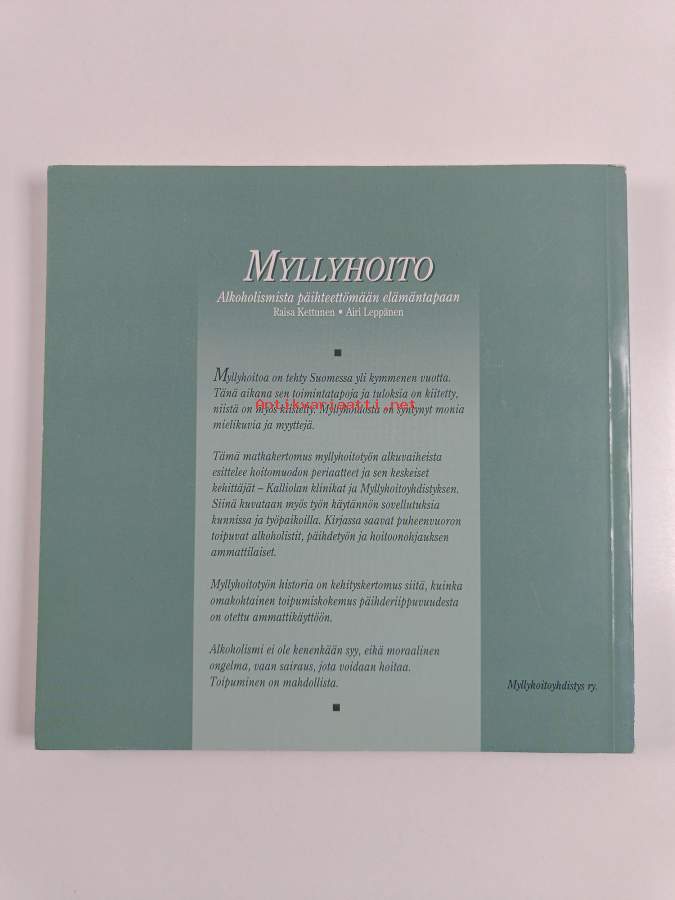 MYLLYHOITO
Alkoholismista päihteettömään elämäntapaan
Raisa Kettunen • Airi Leppänen
Myllyhoitoa on tehty Suomessa yli kymmenen vuotta.
Tänä aikana sen toimintatapoja ja tuloksia on kiitetty,
Antikvariaatti.net
niistä on myös kiistelty. Myllyhoidosta on syntynyt monia
mielikuvia ja myyttejä.
Tämä matkakertomus myllyhoitotyön alkuvaiheista
esittelee hoitomuodon periaatteet ja sen keskeiset
kehittäjät – Kalliolan klinikat ja Myllyhoitoyhdistyksen.
Siinä kuvataan myös työn käytännön sovellutuksia
kunnissa ja työpaikoilla. Kirjassa saavat puheenvuoron
toipuvat alkoholistit, päihdetyön ja hoitoonohjauksen
ammattilaiset.
Myllyhoitotyön historia on kehityskertomus siitä, kuinka
omakohtainen toipumiskokemus päihderiippuvuudesta
on otettu ammattikäyttöön.
Alkoholismi ei ole kenenkään syy, eikä moraalinen
ongelma, vaan sairaus, jota voidaan hoitaa.
Toipuminen on mahdollista.
Myllyhoitoyhdistys ry.